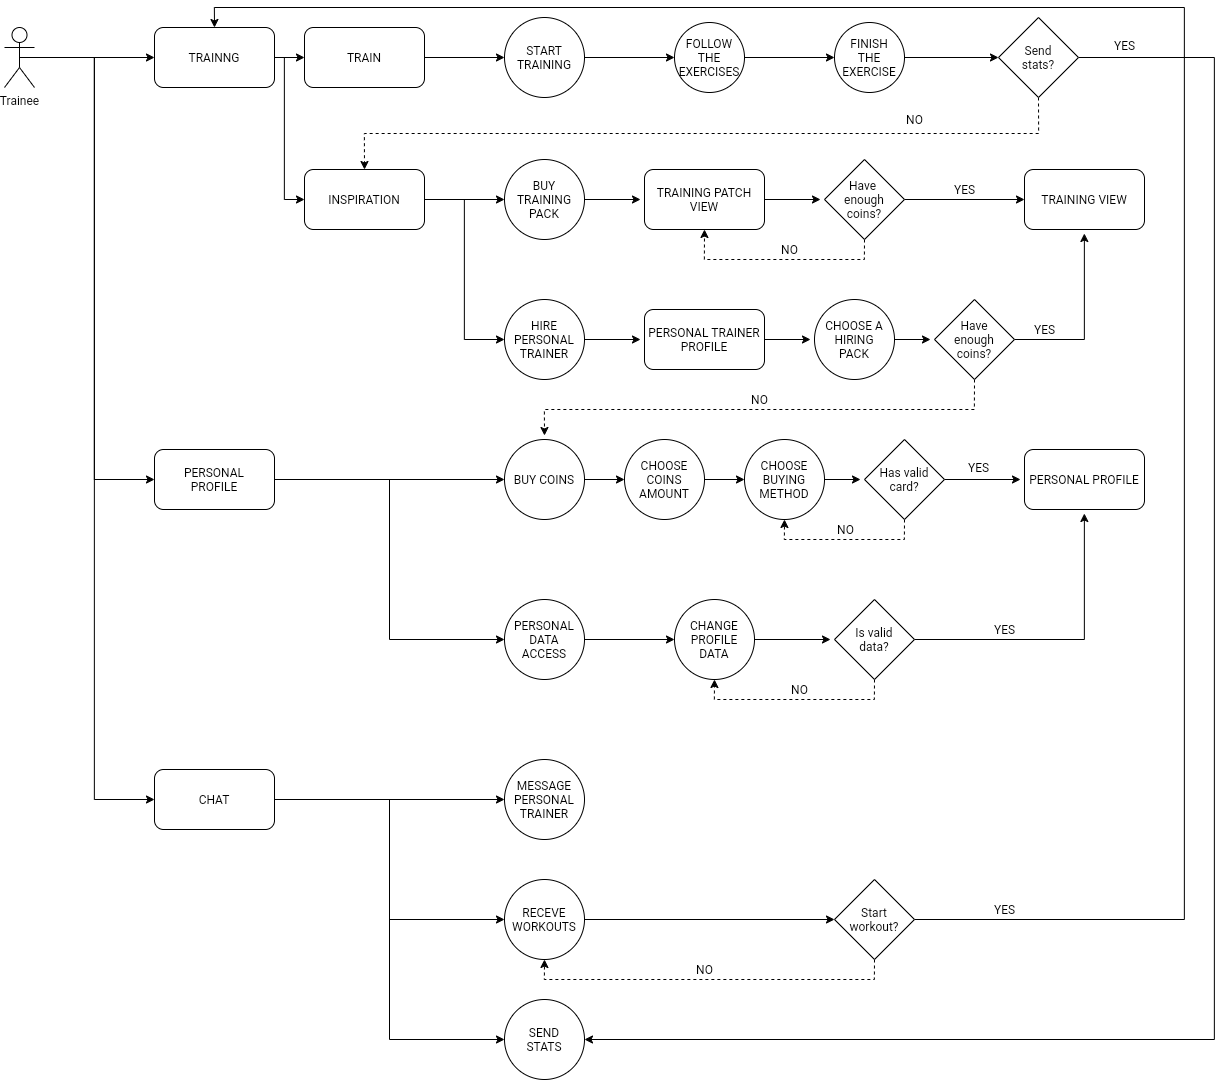 Trainee
TRAINNG
TRAIN
START
TRAINING
FOLLOW
THE
EXERCISES
FINISH
THE
EXERCISE
Send
stats?
YES
NO
INSPIRATION
BUY
TRAINING
PACK
TRAINING PATCH
VIEW
Have
enough
coins?
YES
TRAINING VIEW
NO
HIRE
PERSONAL
TRAINER
PERSONAL TRAINER
PROFILE
CHOOSE A
HIRING
PACK
Have
enough
coins?
YES
NO
PERSONAL
PROFILE
BUY COINS
CHOOSE
COINS
AMOUNT
CHOOSE
BUYING
METHOD
Has valid
card?
YES
PERSONAL PROFILE
NO
PERSONAL
DATA
ACCESS
CHANGE
PROFILE
DATA
Is valid
data?
YES
NO
CHAT
MESSAGE
PERSONAL
TRAINER
RECEVE
WORKOUTS
Start
workout?
YES
NO
SEND
STATS